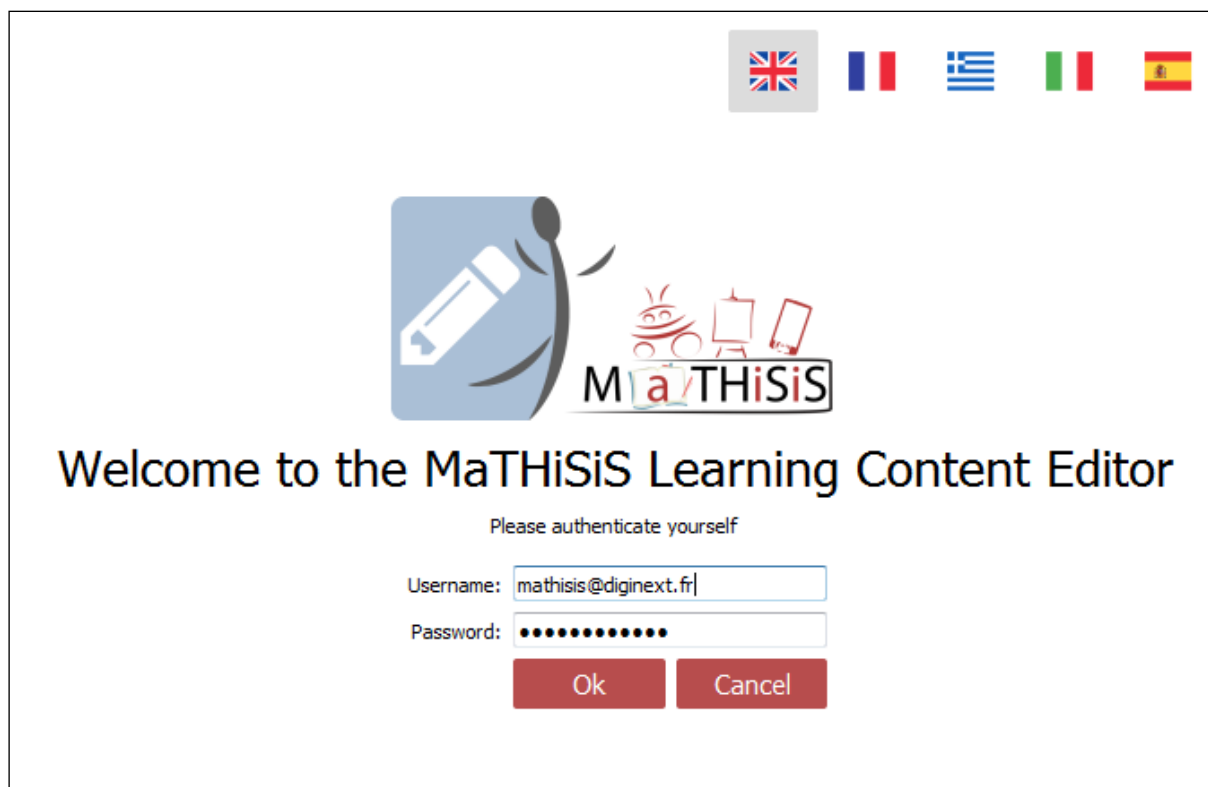 MaTHiSiS
Welcome to the MaTHiSiS Learning Content Editor
Please authenticate yourself
Username: mathisis@diginext.fr
Password: ●●●●●●●●●●●●
Ok Cancel